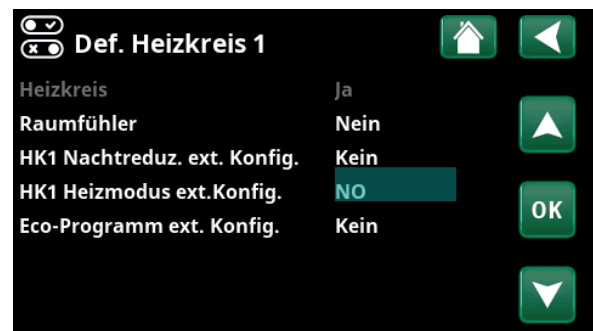 Def. Heizkreis 1
Heizkreis Ja
Raumfühler Nein
HK1 Nachtreduz. ext. Konfig. Kein
HK1 Heizmodus ext.Konfig. NO
OK
Eco-Programm ext. Konfig. Kein